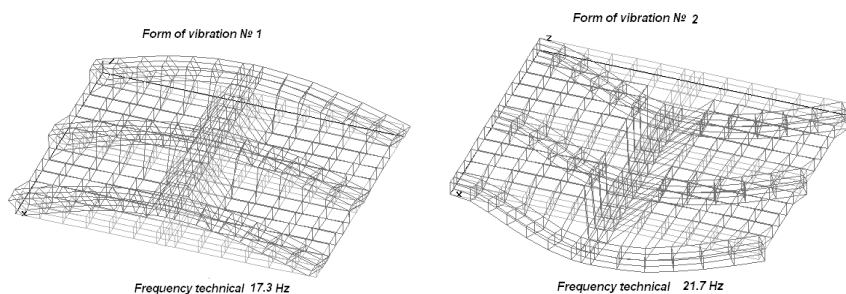 Form of vibration № 1
Frequency technical 17.3 Hz
Form of vibration № 2
z
x
Frequency technical 21.7 Hz